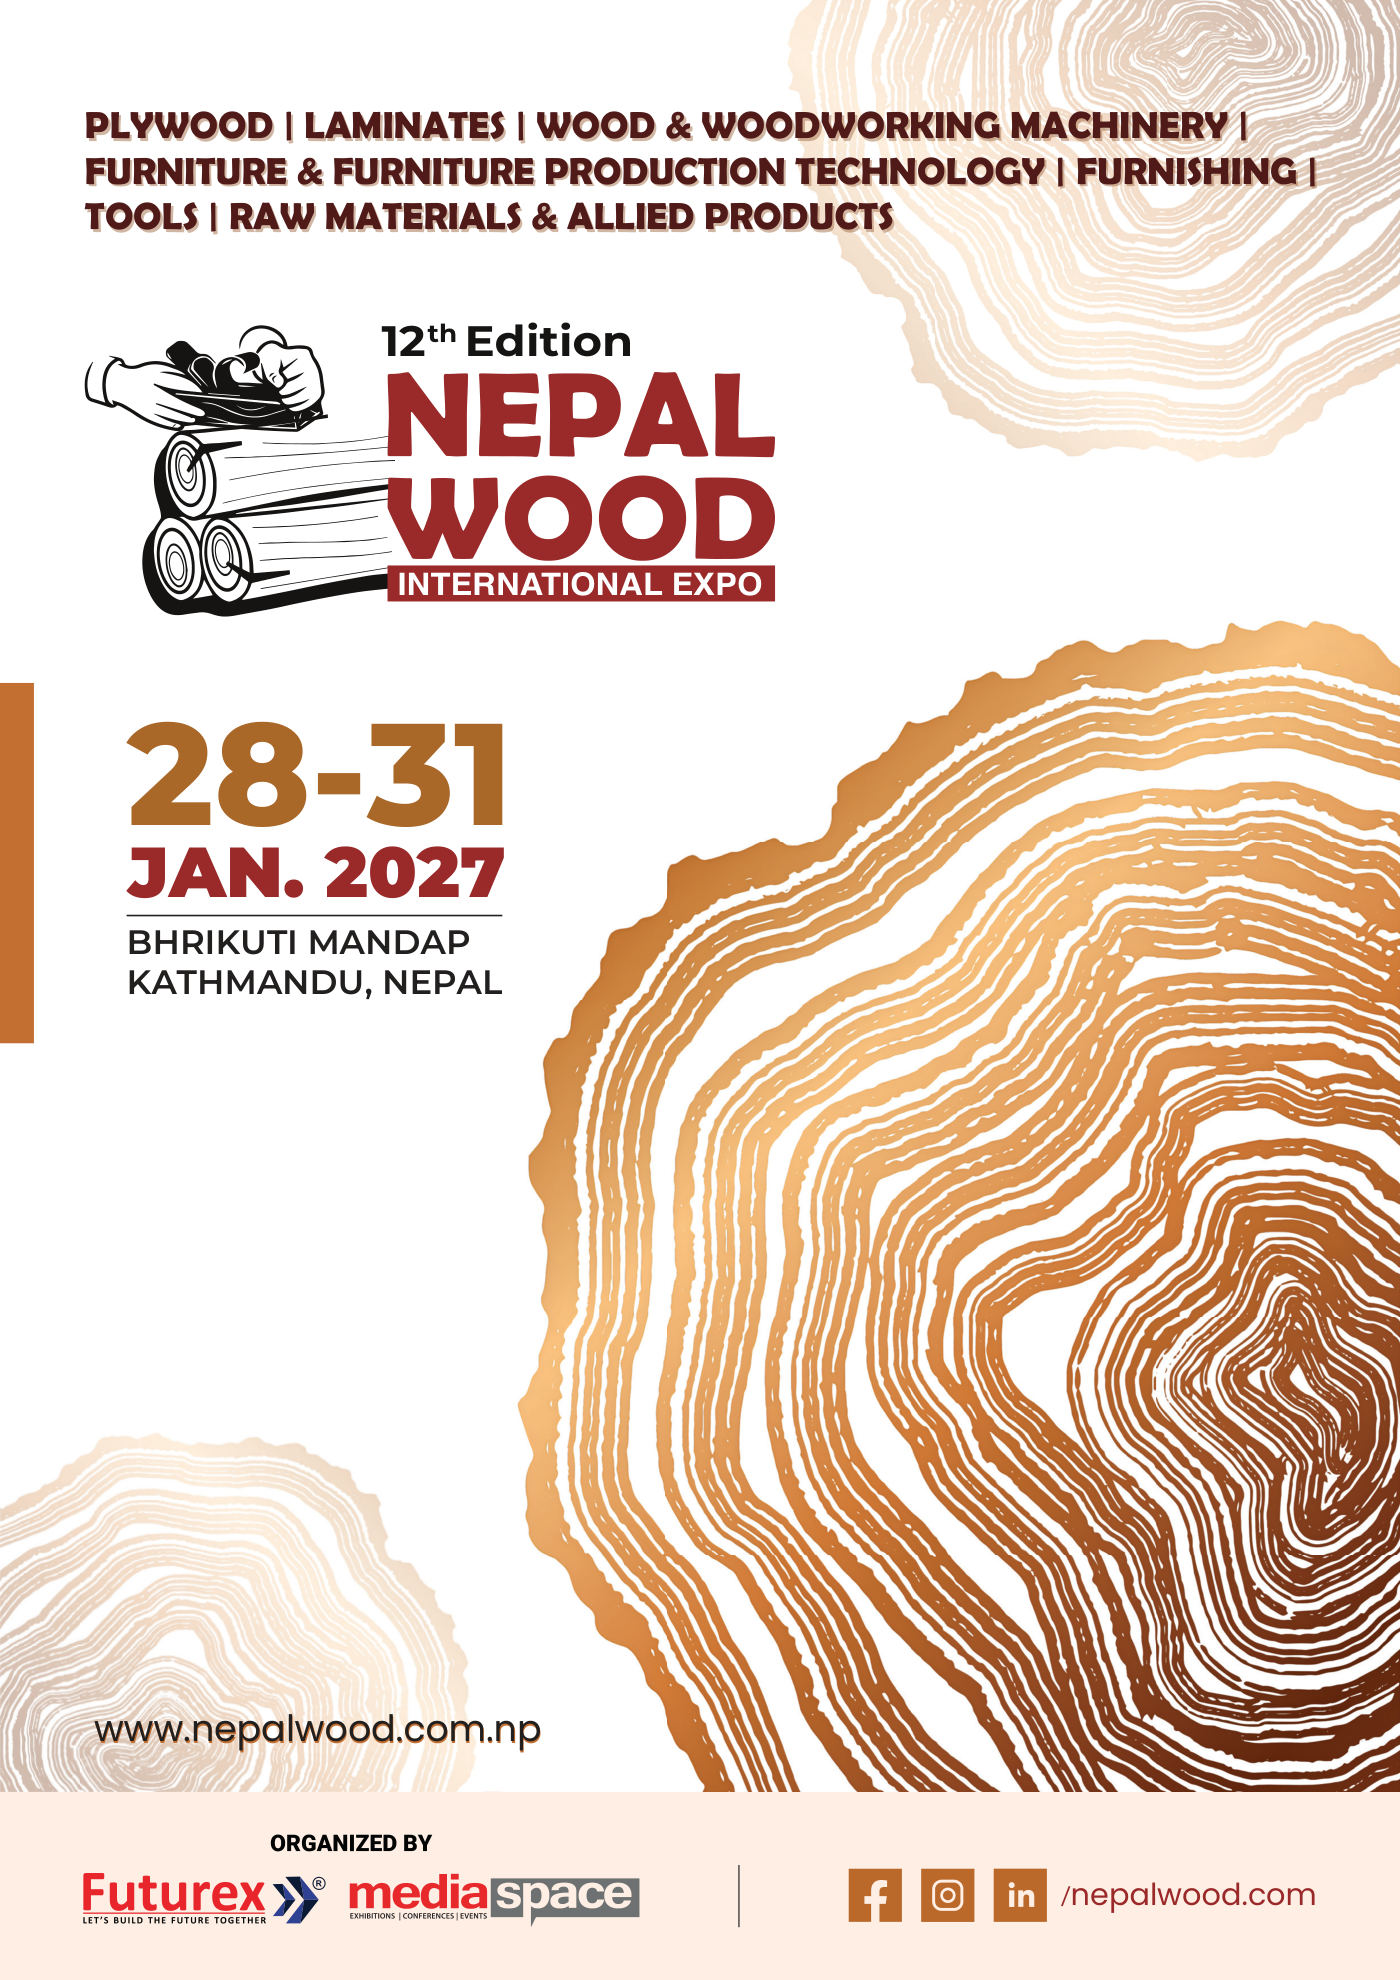 PLYWOOD | LAMINATES | WOOD & WOODWORKING MACHINERY |
FURNITURE & FURNITURE PRODUCTION TECHNOLOGY | FURNISHING |
TOOLS | RAW MATERIALS & ALLIED PRODUCTS
12th Edition
NEPAL
WOOD
INTERNATIONAL EXPO
28-31
JAN. 2027
BHRIKUTI MANDAP
KATHMANDU, NEPAL
www.nepalwood.com.np
ORGANIZED BY
Futurex ®
LET'S BUILD THE FUTURE TOGETHER
mediaspace
EXHIBITIONS | CONFERENCES | EVENTS
/nepalwood.com